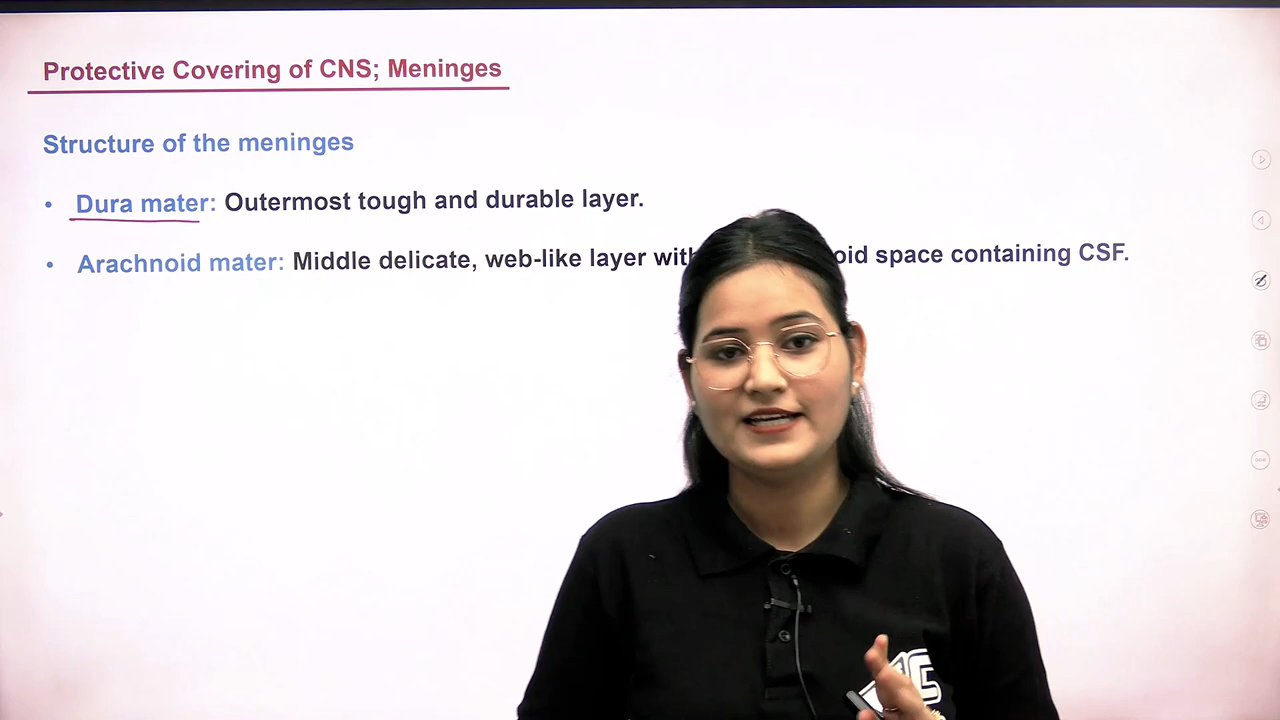 Protective Covering of CNS; Meninges
Structure of the meninges
• Dura mater: Outermost tough and durable layer.
• Arachnoid mater: Middle delicate, web-like layer with oid space containing CSF.